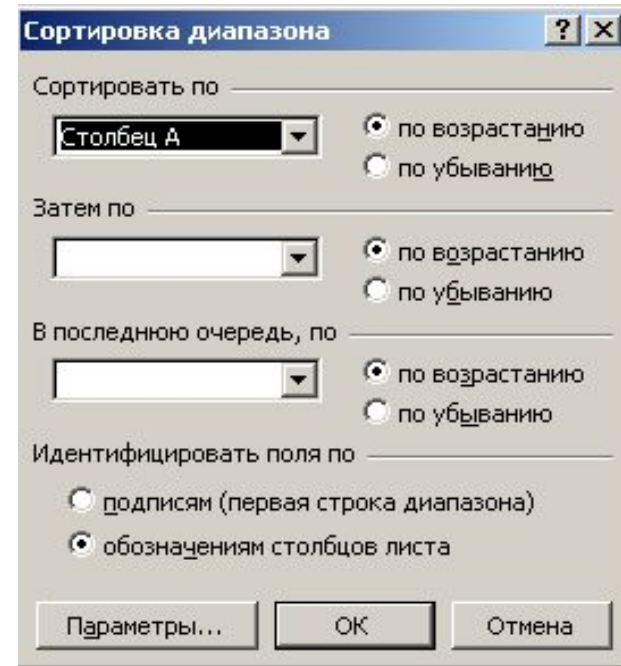 Сортировка диапазона
Сортировать по
Столбец А
по возрастанию
по убыванию
Затем по
по возрастанию
по убыванию
В последнюю очередь, по
по возрастанию
по убыванию
Идентифицировать поля по
подписям (первая строка диапазона)
обозначениям столбцов листа
Параметры... ОК Отмена